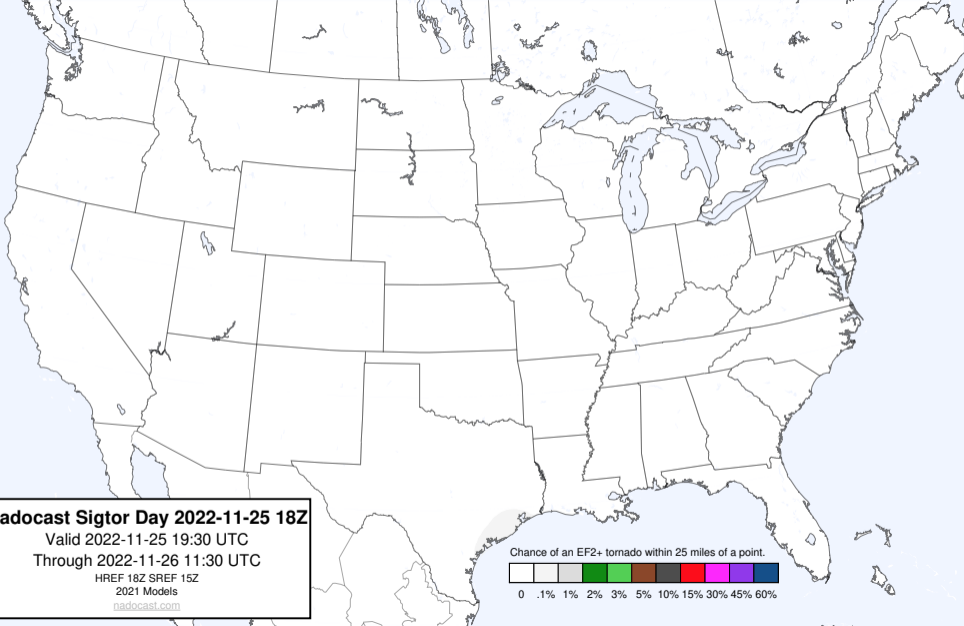 adocast Sigtor Day 2022-11-25 18Z
Valid 2022-11-25 19:30 UTC
Through 2022-11-26 11:30 UTC
HREF 18Z SREF 15Z
2021 Models
nadocast.com
Chance of an EF2+ tornado within 25 miles of a point.
0 .1% 1% 2% 3% 5% 10% 15% 30% 45% 60%